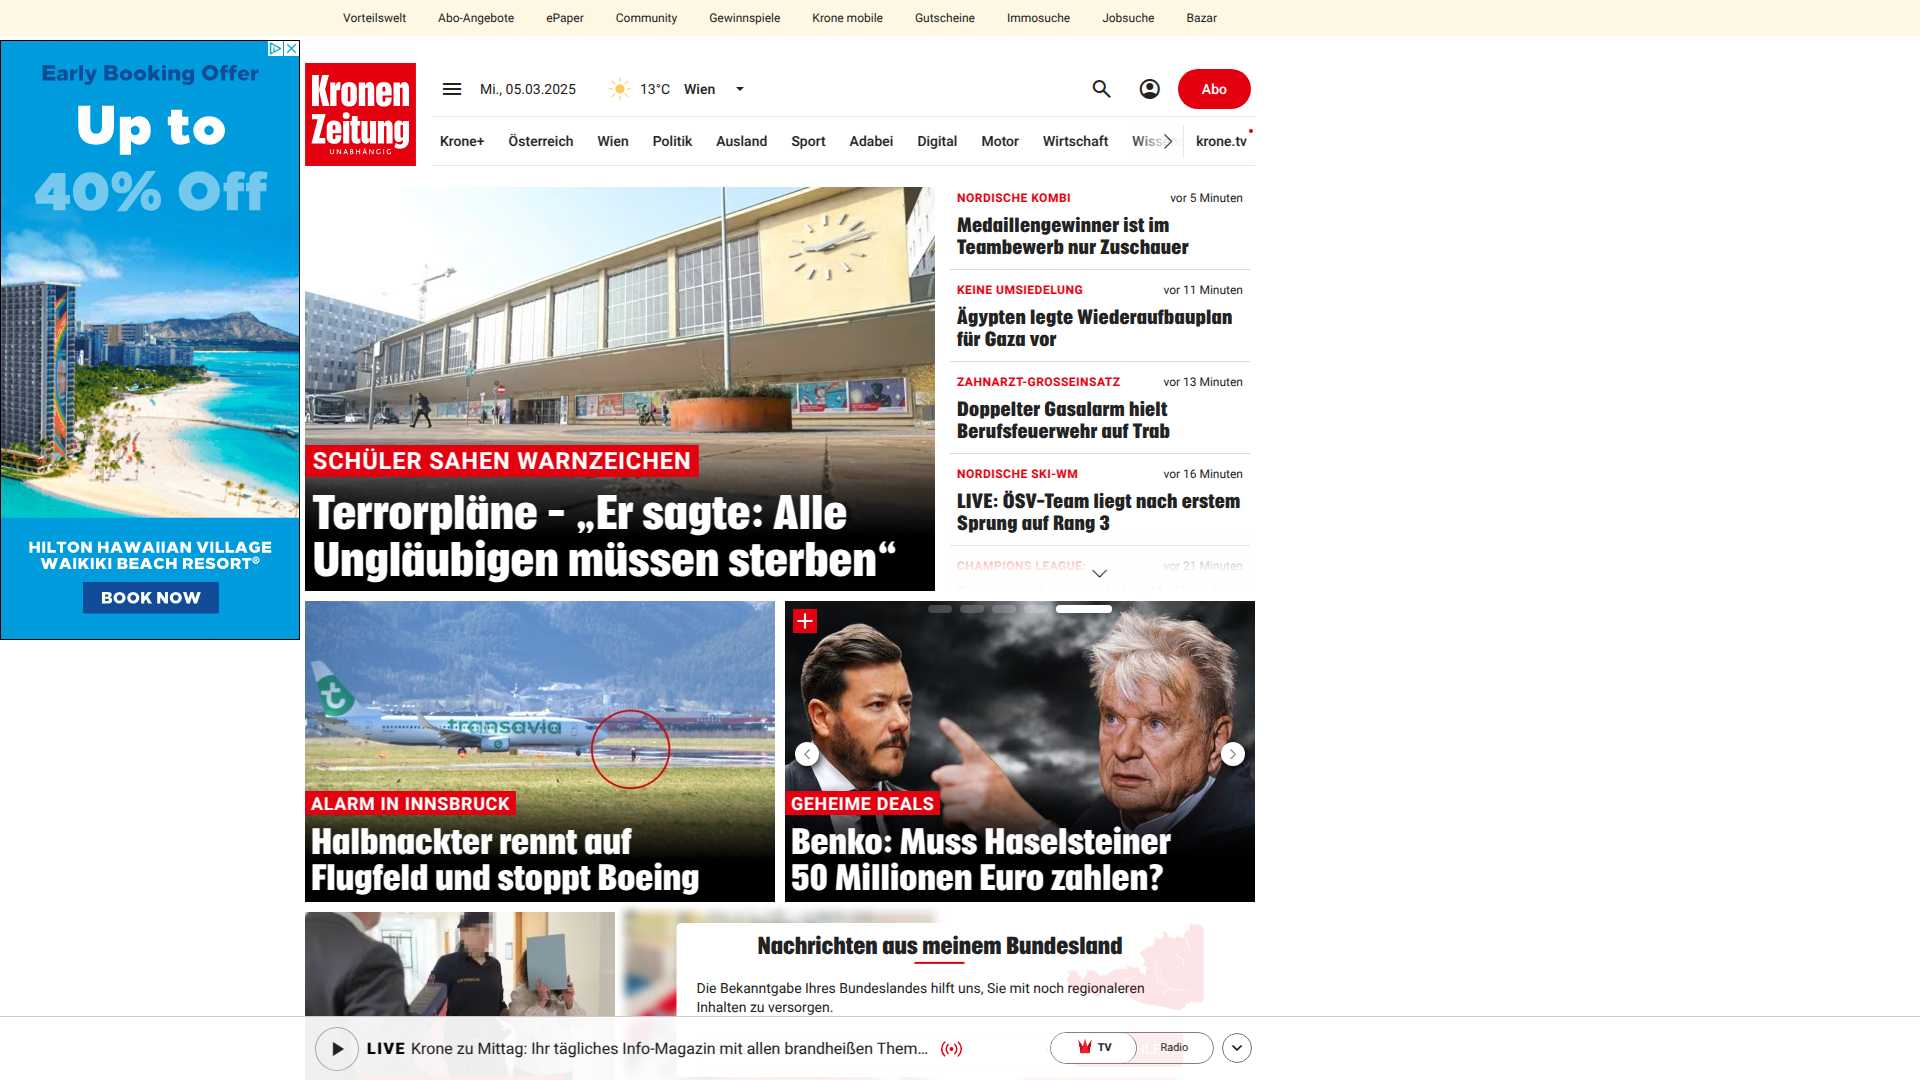 Vorteilswelt
Abo-Angebote
ePaper
Community
Gewinnspiele
Krone mobile
Gutscheine
Immosuche
Jobsuche
Bazar
Early Booking Offer
Up to
40% Off
HILTON HAWAIIAN VILLAGE
WAIKIKI BEACH RESORT®
BOOK NOW
Kronen
Zeitung
UNABHÄNGIG
Mi., 05.03.2025
13°C Wien
Abo
Krone+
Österreich
Wien
Politik
Ausland
Sport
Adabei
Digital
Motor
Wirtschaft
krone.tv
SCHÜLER SAHEN WARNZEICHEN
Terrorpläne – „Er sagte: Alle
Ungläubigen müssen sterben“
NORDISCHE KOMBI vor 5 Minuten
Medaillengewinner ist im
Teambewerb nur Zuschauer
KEINE UMSIEDELUNG vor 11 Minuten
Ägypten legte Wiederaufbauplan
für Gaza vor
ZAHNARZT-GROSSEINSATZ vor 13 Minuten
Doppelter Gasalarm hielt
Berufsfeuerwehr auf Trab
NORDISCHE SKI-WM vor 16 Minuten
LIVE: ÖSV-Team liegt nach erstem
Sprung auf Rang 3
CHAMPIONS LEAGUE: vor 21 Minuten
transavia
ALARM IN INNSBRUCK
Halbnackter rennt auf
Flugfeld und stoppt Boeing
GEHEIME DEALS
Benko: Muss Haselsteiner
50 Millionen Euro zahlen?
Nachrichten aus meinem Bundesland
Die Bekanntgabe Ihres Bundeslandes hilft uns, Sie mit noch regionaleren
Inhalten zu versorgen.
LIVE Krone zu Mittag: Ihr tägliches Info-Magazin mit allen brandheißen Them...
TV
Radio